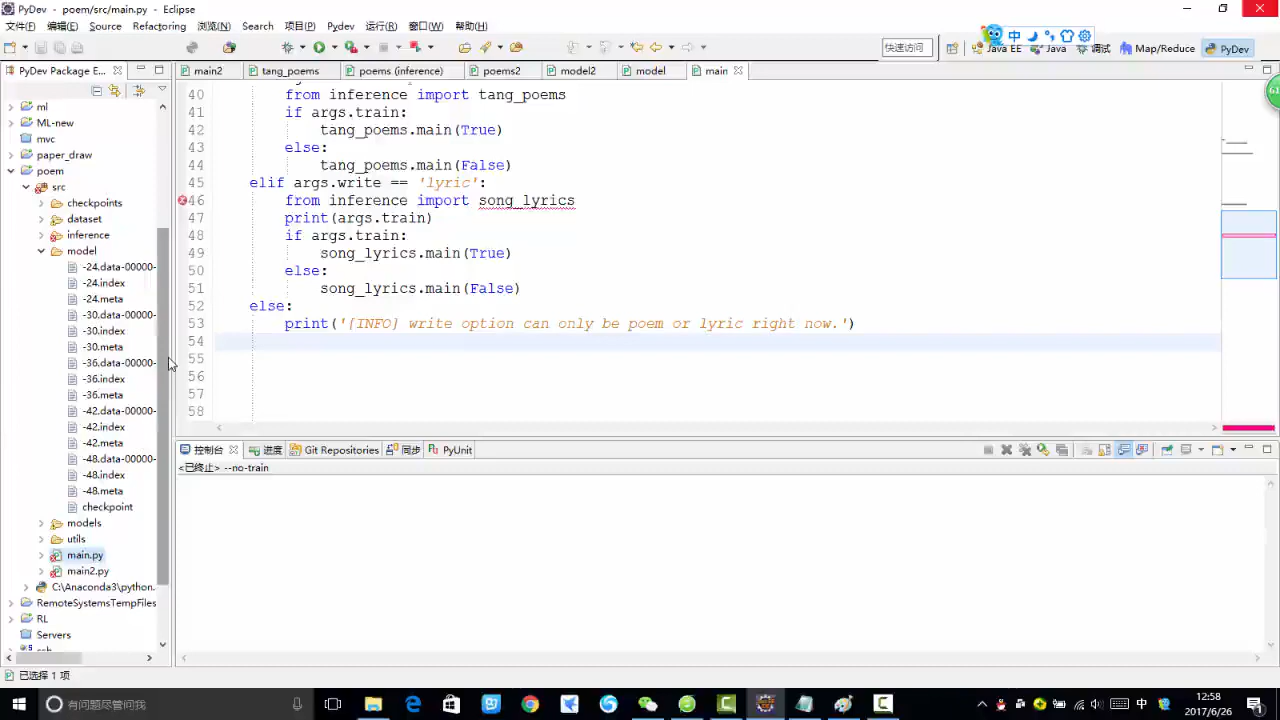 PyDev - poem/src/main.py - Eclipse
文件(F) 编辑(E) Source Refactoring 浏览(N) Search 项目(P) Pydev 运行(R) 窗口(W) 帮助(H)
中
快速访问 Java EE Java 调试 Map/Reduce PyDev
PyDev Package E... main2 tang_poems poems (inference) poems2 model2 model main
61
ml
ML-new
mvc
paper_draw
poem
src
checkpoints
dataset
inference
model
-24.data-00000-
-24.index
-24.meta
-30.data-00000-
-30.index
-30.meta
-36.data-00000-
-36.index
-36.meta
-42.data-00000-
-42.index
-42.meta
-48.data-00000-
-48.index
-48.meta
checkpoint
models
utils
main.py
main2.py
C:\Anaconda3\python.
RemoteSystemsTempFiles
RL
Servers
40 from inference import tang_poems
41 if args.train:
42 tang_poems.main(True)
43 else:
44 tang_poems.main(False)
45 elif args.write == 'lyric':
46 from inference import song_lyrics
47 print(args.train)
48 if args.train:
49 song_lyrics.main(True)
50 else:
51 song_lyrics.main(False)
52 else:
53 print('[INFO] write option can only be poem or lyric right now.')
54
55
56
57
58
控制台 进度 Git Repositories 同步 PyUnit
<已终止> --no-train
已选择 1 项
有问题尽管问我
中
12:58
2017/6/26